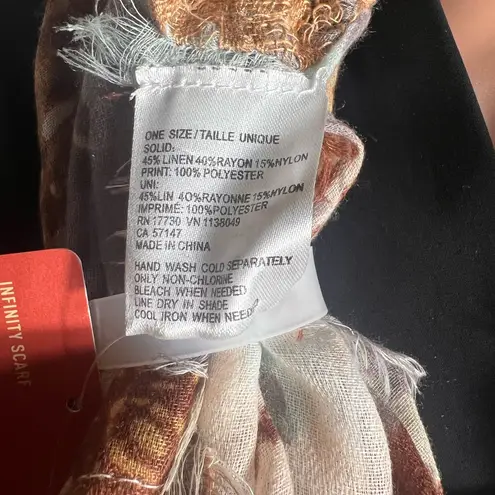 ONE SIZE/TAILLE UNIQUE
SOLID:
45% LINEN 40%RAYON 15%NYLON
PRINT: 100% POLYESTER
UNI:
45%LIN 40%RAYONNE 15%NYLON
IMPRIMÉ: 100%POLYESTER
RN 17730 VN 1138049
CA 57147
MADE IN CHINA
HAND WASH COLD SEPARATELY
ONLY NON-CHLORINE
BLEACH WHEN NEEDED
LINE DRY IN SHADE
COOL IRON WHEN NEEDED
INFINITY SCARF